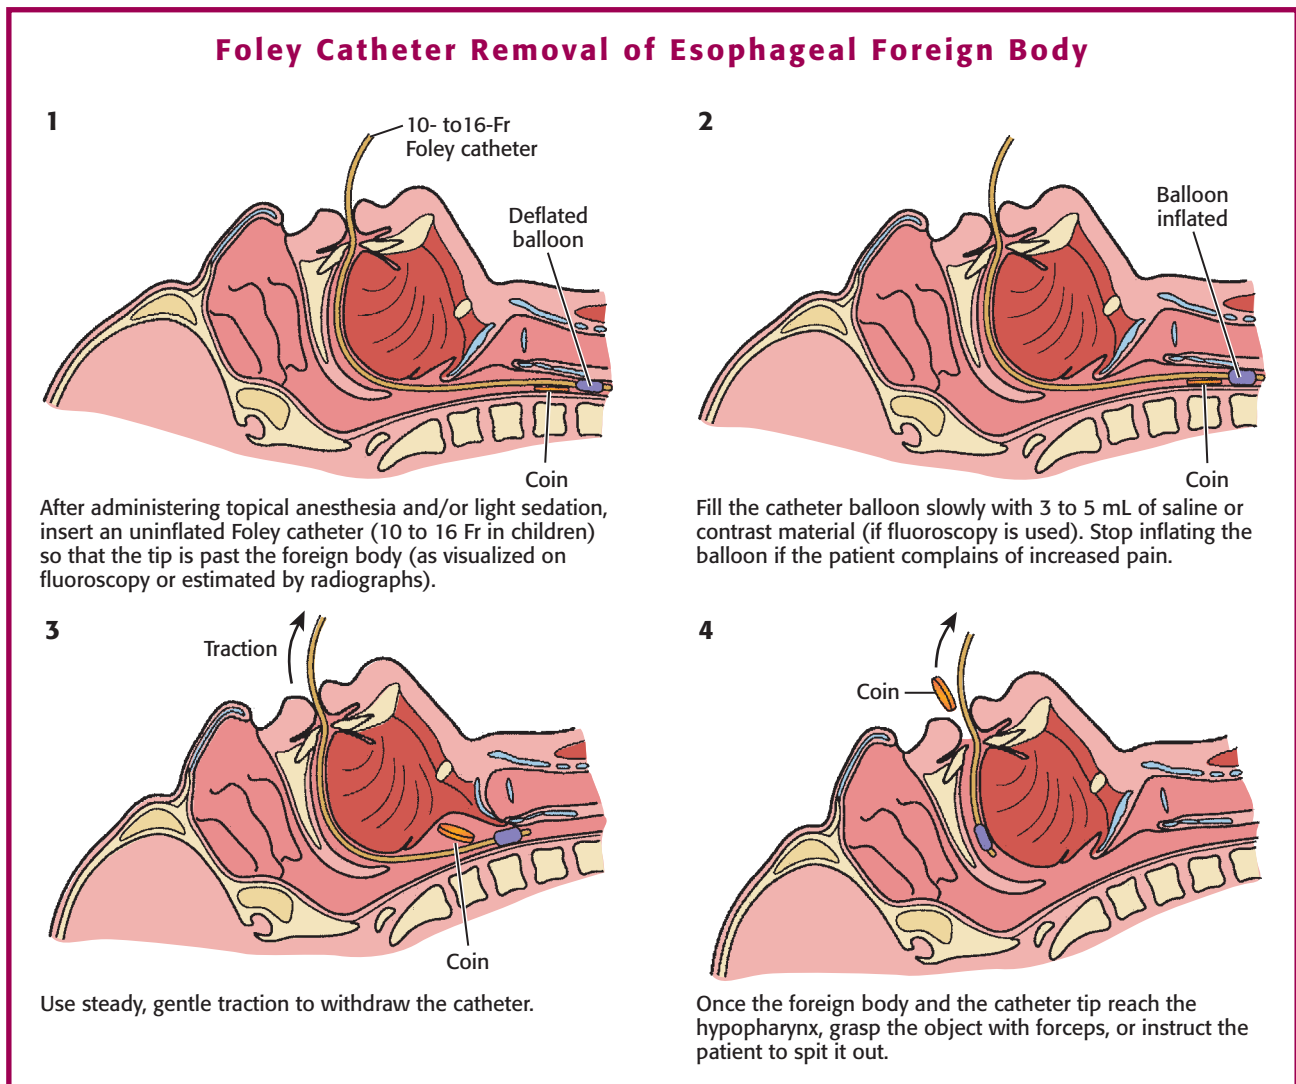 Foley Catheter Removal of Esophageal Foreign Body
1
10- to16-Fr
Foley catheter
Deflated
balloon
Coin
After administering topical anesthesia and/or light sedation,
insert an uninflated Foley catheter (10 to 16 Fr in children)
so that the tip is past the foreign body (as visualized on
fluoroscopy or estimated by radiographs).
2
Balloon
inflated
Coin
Fill the catheter balloon slowly with 3 to 5 mL of saline or
contrast material (if fluoroscopy is used). Stop inflating the
balloon if the patient complains of increased pain.
3
Traction
Coin
Use steady, gentle traction to withdraw the catheter.
4
Coin
Once the foreign body and the catheter tip reach the
hypopharynx, grasp the object with forceps, or instruct the
patient to spit it out.